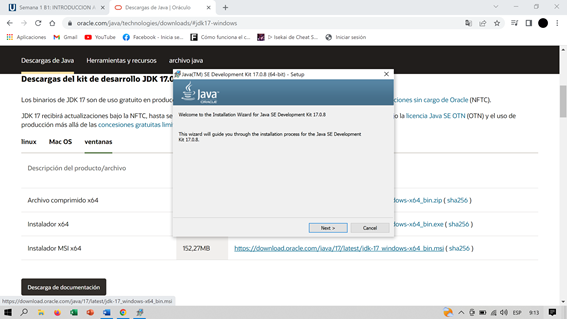 Semana 1 B1: INTRODUCCION A
Descargas de Java | Oráculo
oracle.com/java/technologies/downloads/#jdk17-windows
Aplicaciones
Gmail
YouTube
Facebook - Inicia se...
Cómo funciona el c...
▷ Isekai de Cheat S...
Iniciar sesión
Descargas de Java
Herramientas y recursos
archivo java
Descargas del kit de desarrollo JDK 17.0
Los binarios de JDK 17 son de uso gratuito en produc
ciones sin cargo de Oracle (NFTC).
JDK 17 recibirá actualizaciones bajo la NFTC, hasta se
la licencia Java SE OTN (OTN) y el uso de
producción más allá de las concesiones gratuitas limi
linux
Mac OS
ventanas
Descripción del producto/archivo
Archivo comprimido x64
ndows-x64_bin.zip ( sha256 )
Instalador x64
ndows-x64_bin.exe ( sha256 )
Instalador MSI x64
152,27MB
https://download.oracle.com/java/17/latest/jdk-17_windows-x64_bin.msi ( sha256 )
Descarga de documentación
Java(TM) SE Development Kit 17.0.8 (64-bit) - Setup
Java
ORACLE
Welcome to the Installation Wizard for Java SE Development Kit 17.0.8
This wizard will guide you through the installation process for the Java SE Development
Kit 17.0.8.
Next >
Cancel
https://download.oracle.com/java/17/latest/jdk-17_windows-x64_bin.msi
ESP
9:13